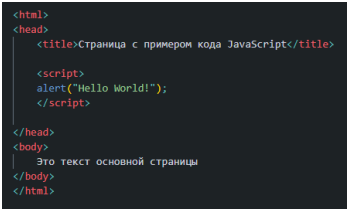 <html>
<head>
<title>Страница с примером кода JavaScript</title>
<script>
alert("Hello World!");
</script>
</head>
<body>
Это текст основной страницы
</body>
</html>